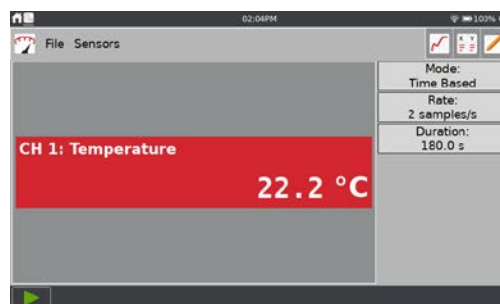 02:04PM
100%
File Sensors
X Y
Mode:
Time Based
Rate:
2 samples/s
Duration:
180.0 s
CH 1: Temperature
22.2 °C